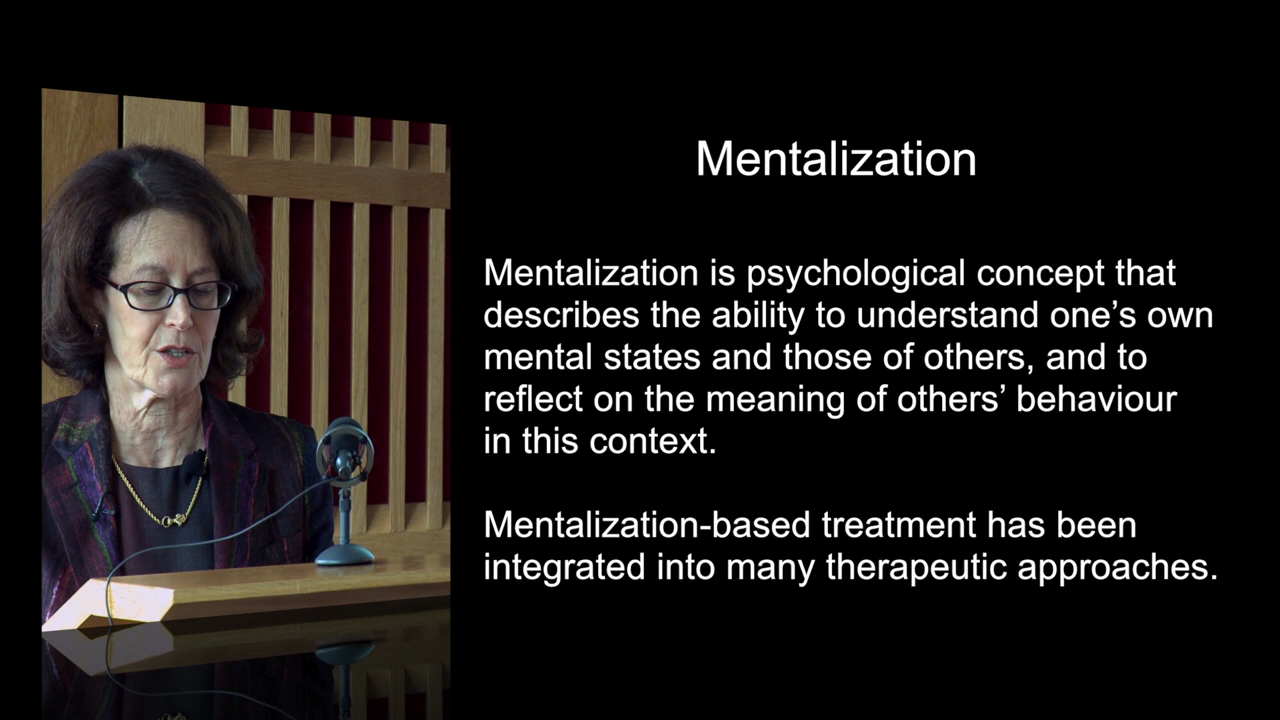 Mentalization
Mentalization is psychological concept that
describes the ability to understand one’s own
mental states and those of others, and to
reflect on the meaning of others’ behaviour
in this context.
Mentalization-based treatment has been
integrated into many therapeutic approaches.